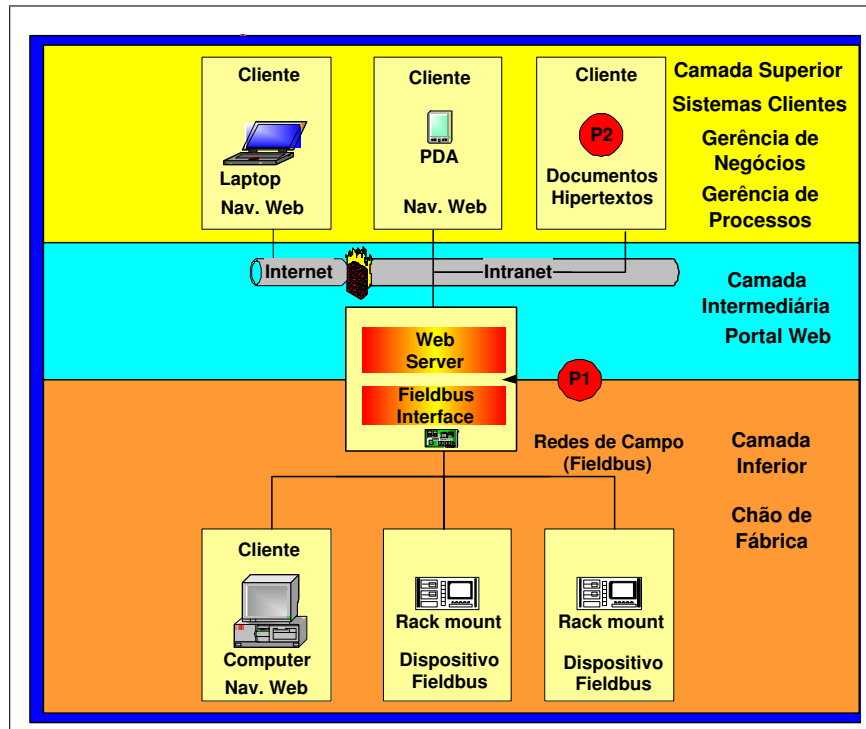 Cliente
Laptop
Nav. Web
Cliente
PDA
Nav. Web
Cliente
P2
Documentos
Hipertextos
Camada Superior
Sistemas Clientes
Gerência de
Negócios
Gerência de
Processos
Internet
Intranet
Camada
Intermediária
Portal Web
Web
Server
Fieldbus
Interface
P1
Redes de Campo
(Fieldbus)
Camada
Inferior
Chão de
Fábrica
Cliente
Computer
Nav. Web
Rack mount
Dispositivo
Fieldbus
Rack mount
Dispositivo
Fieldbus